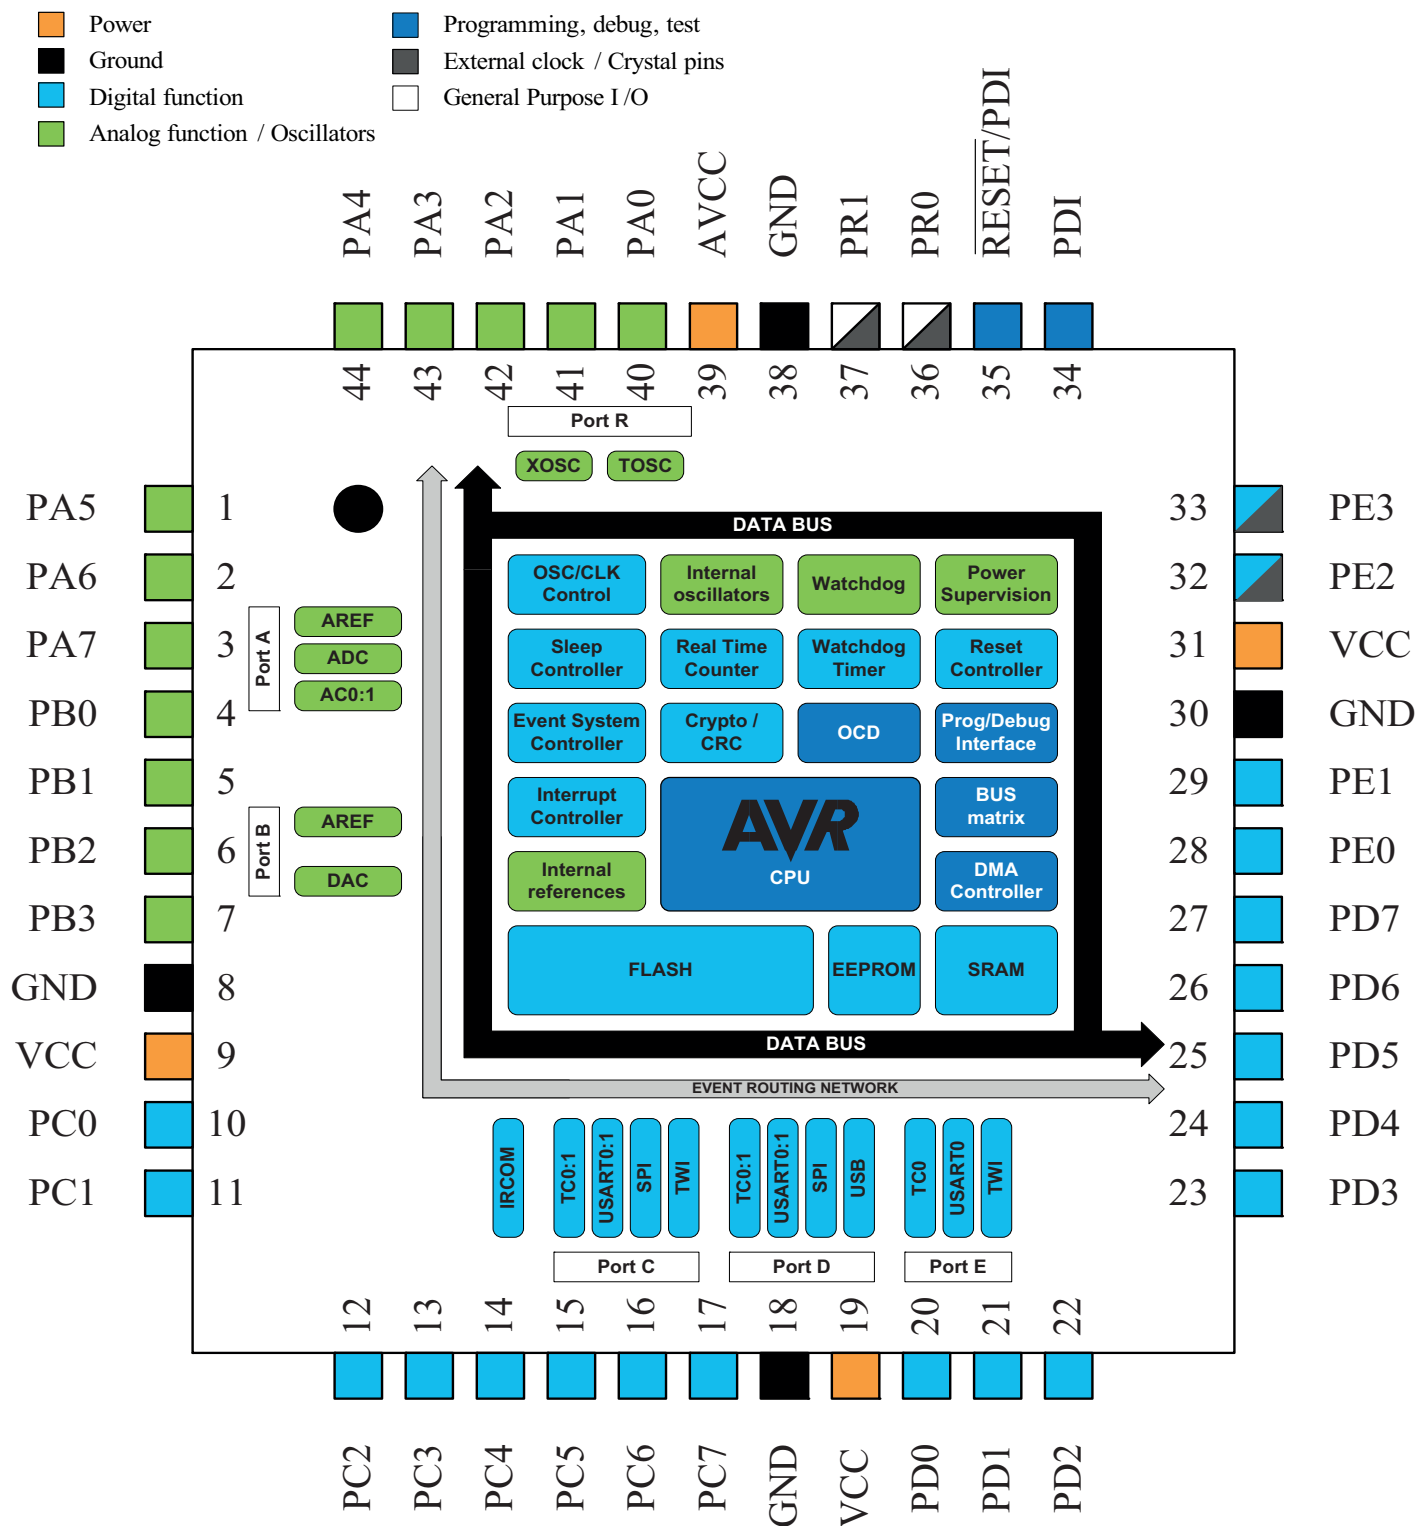 Power
Ground
Digital function
Analog function / Oscillators
Programming, debug, test
External clock / Crystal pins
General Purpose I /O
PA4
PA3
PA2
PA1
PA0
AVCC
GND
PR1
PR0
RESET/PDI
PDI
44
43
42
41
40
39
38
37
36
35
34
Port R
XOSC
TOSC
PA5 1
PA6 2
PA7 3
PB0 4
PB1 5
PB2 6
PB3 7
GND 8
VCC 9
PC0 10
PC1 11
Port A
AREF
ADC
AC0:1
Port B
AREF
DAC
DATA BUS
OSC/CLK
Control
Internal
oscillators
Watchdog
Power
Supervision
Sleep
Controller
Real Time
Counter
Watchdog
Timer
Reset
Controller
Event System
Controller
Crypto /
CRC
OCD
Prog/Debug
Interface
Interrupt
Controller
AVR
CPU
BUS
matrix
Internal
references
DMA
Controller
FLASH
EEPROM
SRAM
DATA BUS
EVENT ROUTING NETWORK
33 PE3
32 PE2
31 VCC
30 GND
29 PE1
28 PE0
27 PD7
26 PD6
25 PD5
24 PD4
23 PD3
IRCOM
TC0:1
USART0:1
SPI
TWI
TC0:1
USART0:1
SPI
USB
TC0
USART0
TWI
Port C
Port D
Port E
12
13
14
15
16
17
18
19
20
21
22
PC2
PC3
PC4
PC5
PC6
PC7
GND
VCC
PD0
PD1
PD2